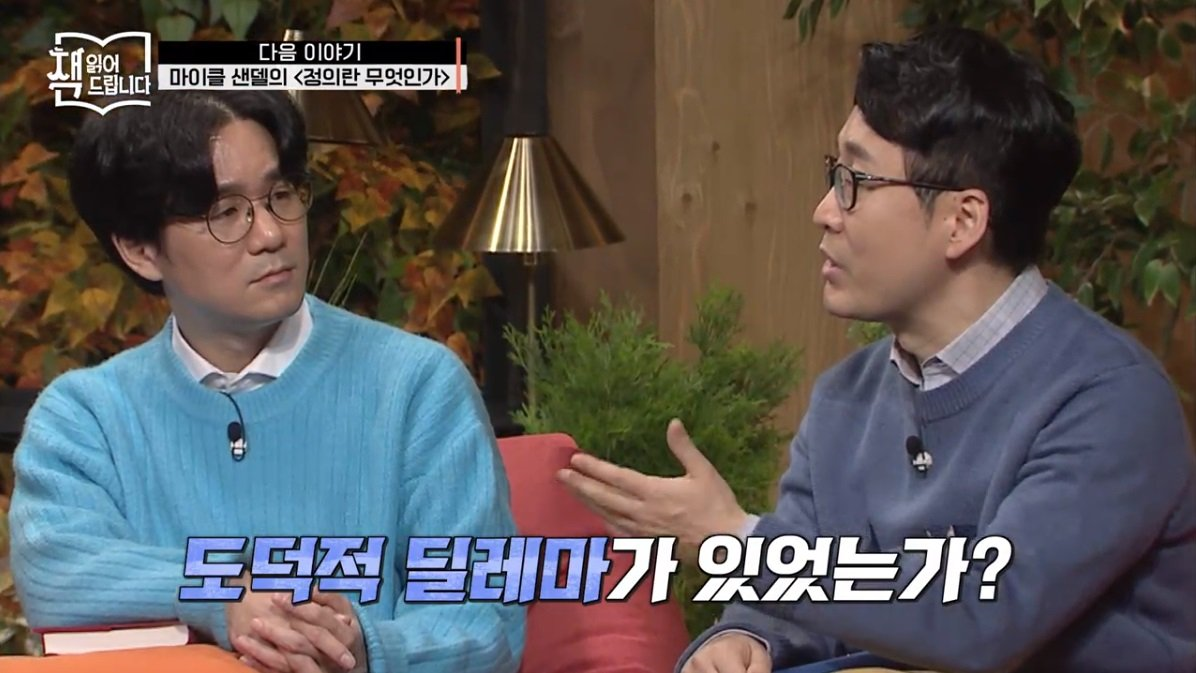 책 읽어
드립니다
다음 이야기
마이클 샌델의 <정의란 무엇인가>
도덕적 딜레마가 있었는가?